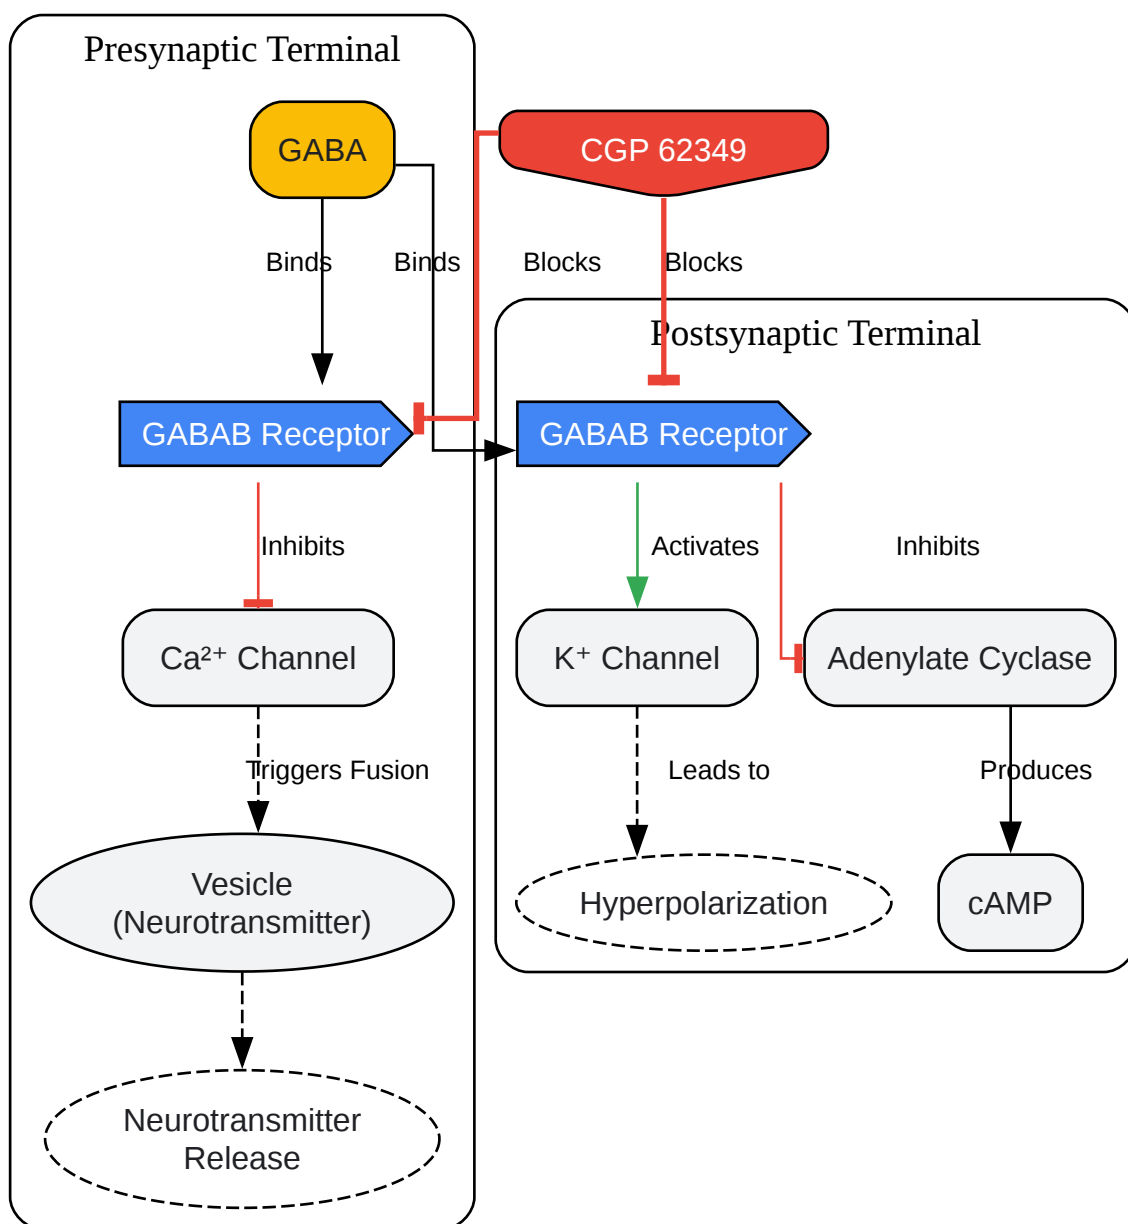 Presynaptic Terminal
GABA
CGP 62349
Binds
Binds
Blocks
Blocks
Postsynaptic Terminal
GABAB Receptor
GABAB Receptor
Inhibits
Activates
Inhibits
Ca²⁺ Channel
K⁺ Channel
Adenylate Cyclase
Triggers Fusion
Leads to
Produces
Vesicle
(Neurotransmitter)
Hyperpolarization
cAMP
Neurotransmitter
Release